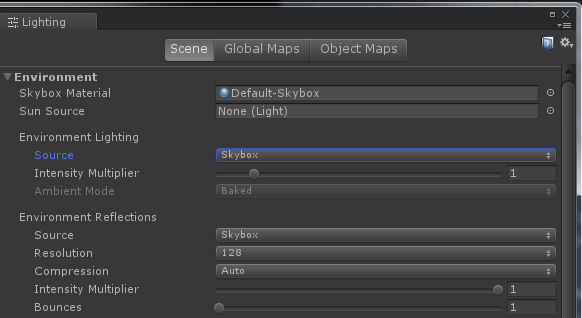 Lighting
Scene Global Maps Object Maps
Environment
Skybox Material Default-Skybox
Sun Source None (Light)
Environment Lighting
Source Skybox
Intensity Multiplier 1
Ambient Mode Baked
Environment Reflections
Source Skybox
Resolution 128
Compression Auto
Intensity Multiplier 1
Bounces 1